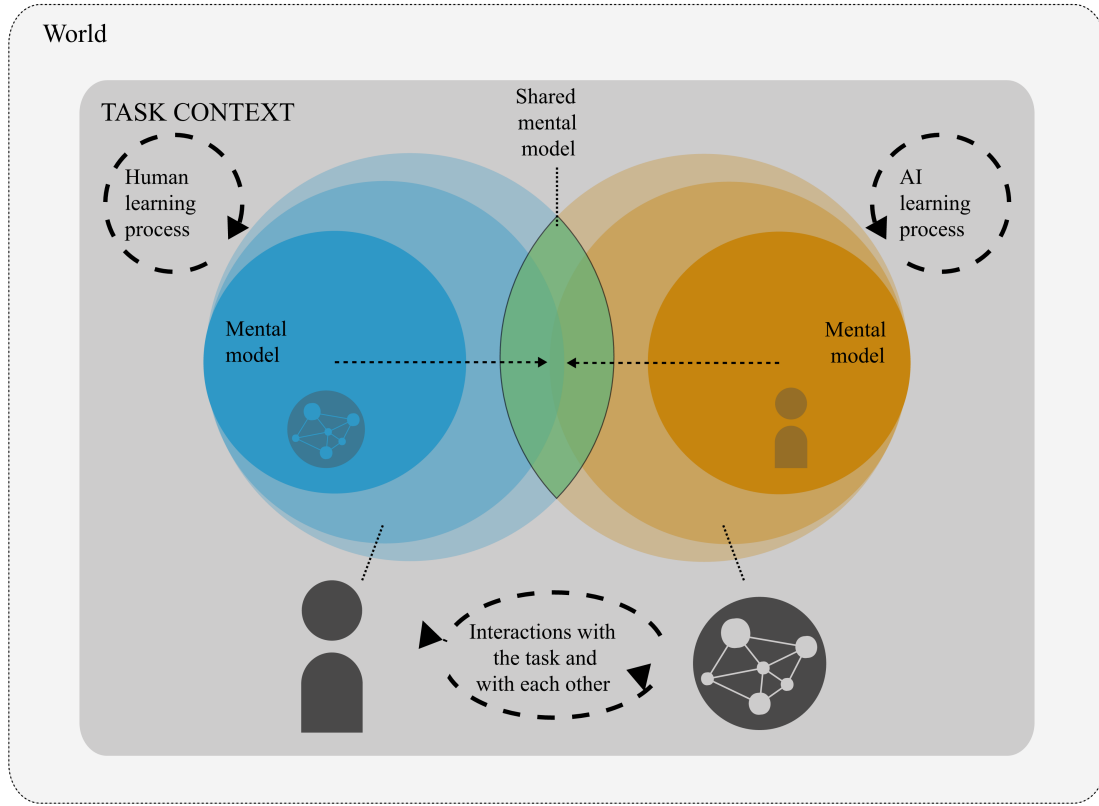 World
TASK CONTEXT
Shared
mental
model
Human
learning
process
AI
learning
process
Mental
model
Mental
model
Interactions with
the task and
with each other